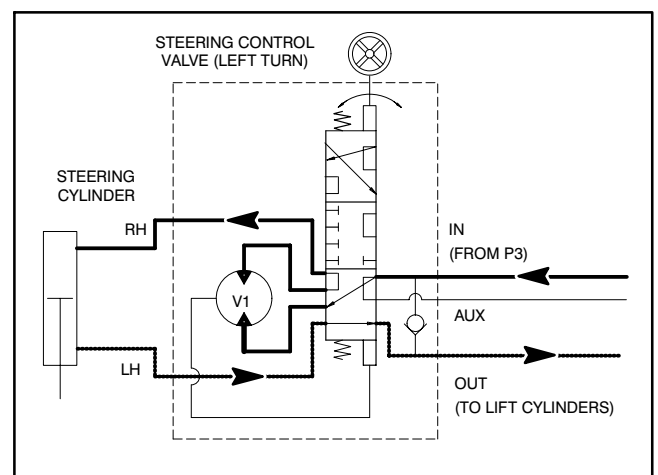 STEERING CONTROL
VALVE (LEFT TURN)
STEERING
CYLINDER
RH
IN
(FROM P3)
V1
AUX
LH
OUT
(TO LIFT CYLINDERS)